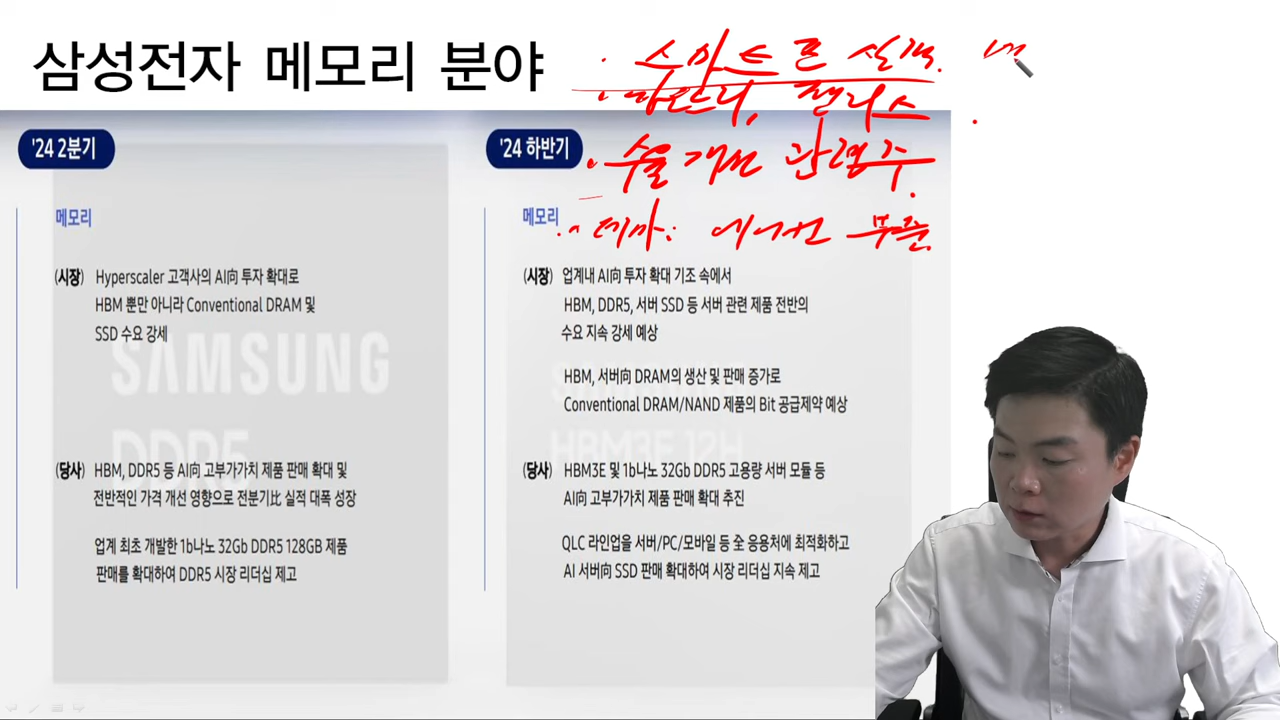 삼성전자 메모리 분야
'24 2분기
메모리
(시장) Hyperscaler 고객사의 AI向 투자 확대로
HBM 뿐만 아니라 Conventional DRAM 및
SSD 수요 강세
SAMSUNG
DDR5
(당사) HBM, DDR5 등 AI向 고부가가치 제품 판매 확대 및
전반적인 가격 개선 영향으로 전분기比 실적 대폭 성장
업계 최초 개발한 1b나노 32Gb DDR5 128GB 제품
판매를 확대하여 DDR5 시장 리더십 제고
'24 하반기
메모리
(시장) 업계내 AI向 투자 확대 기조 속에서
HBM, DDR5, 서버 SSD 등 서버 관련 제품 전반의
수요 지속 강세 예상
HBM, 서버向 DRAM의 생산 및 판매 증가로
Conventional DRAM/NAND 제품의 Bit 공급제약 예상
HBM3E 12H
(당사) HBM3E 및 1b나노 32Gb DDR5 고용량 서버 모듈 등
AI向 고부가가치 제품 판매 확대 추진
QLC 라인업을 서버/PC/모바일 등 全 응용처에 최적화하고
AI 서버向 SSD 판매 확대하여 시장 리더십 지속 제고
관련주
테마: